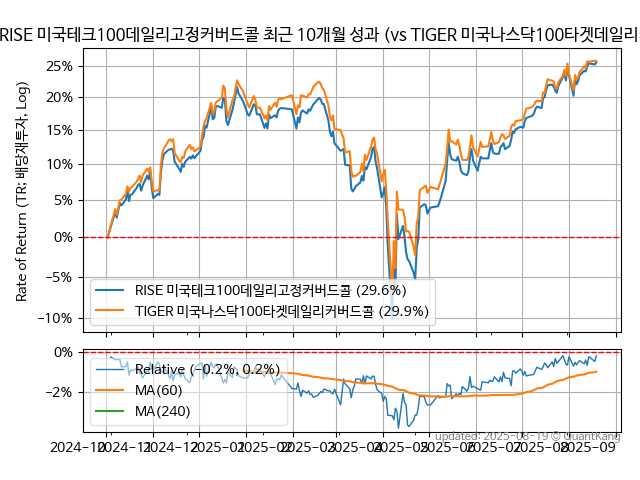 RISE 미국테크100데일리고정커버드콜 최근 10개월 성과 (vs TIGER 미국나스닥100타겟데일리
Rate of Return (TR: 배당재투자, Log)
25%
20%
15%
10%
5%
0%
−5%
−10%
RISE 미국테크100데일리고정커버드콜 (29.6%)
TIGER 미국나스닥100타겟데일리커버드콜 (29.9%)
0%
−2%
Relative (−0.2%, 0.2%)
MA(60)
MA(240)
updated: 2025-08-19 © QuantKang
2024−10 2024−11 2024−12 2025−01 2025−02 2025−03 2025−04 2025−05 2025−06 2025−07 2025−08 2025−09